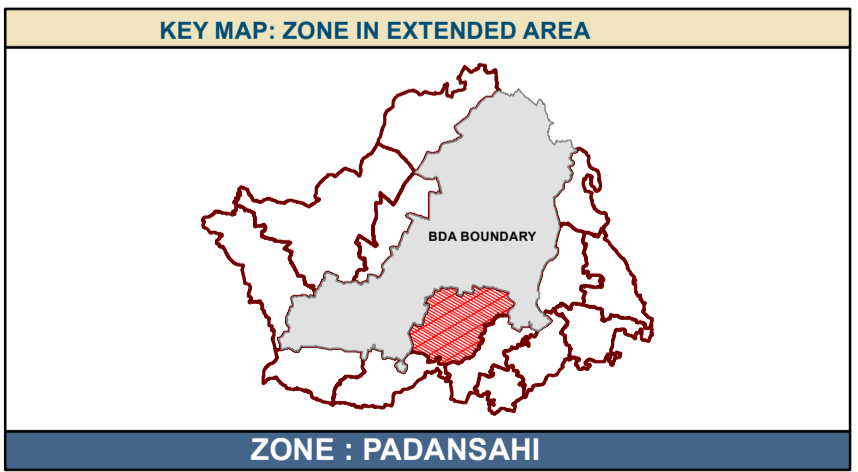 KEY MAP: ZONE IN EXTENDED AREA
BDA BOUNDARY
ZONE : PADANSAHI